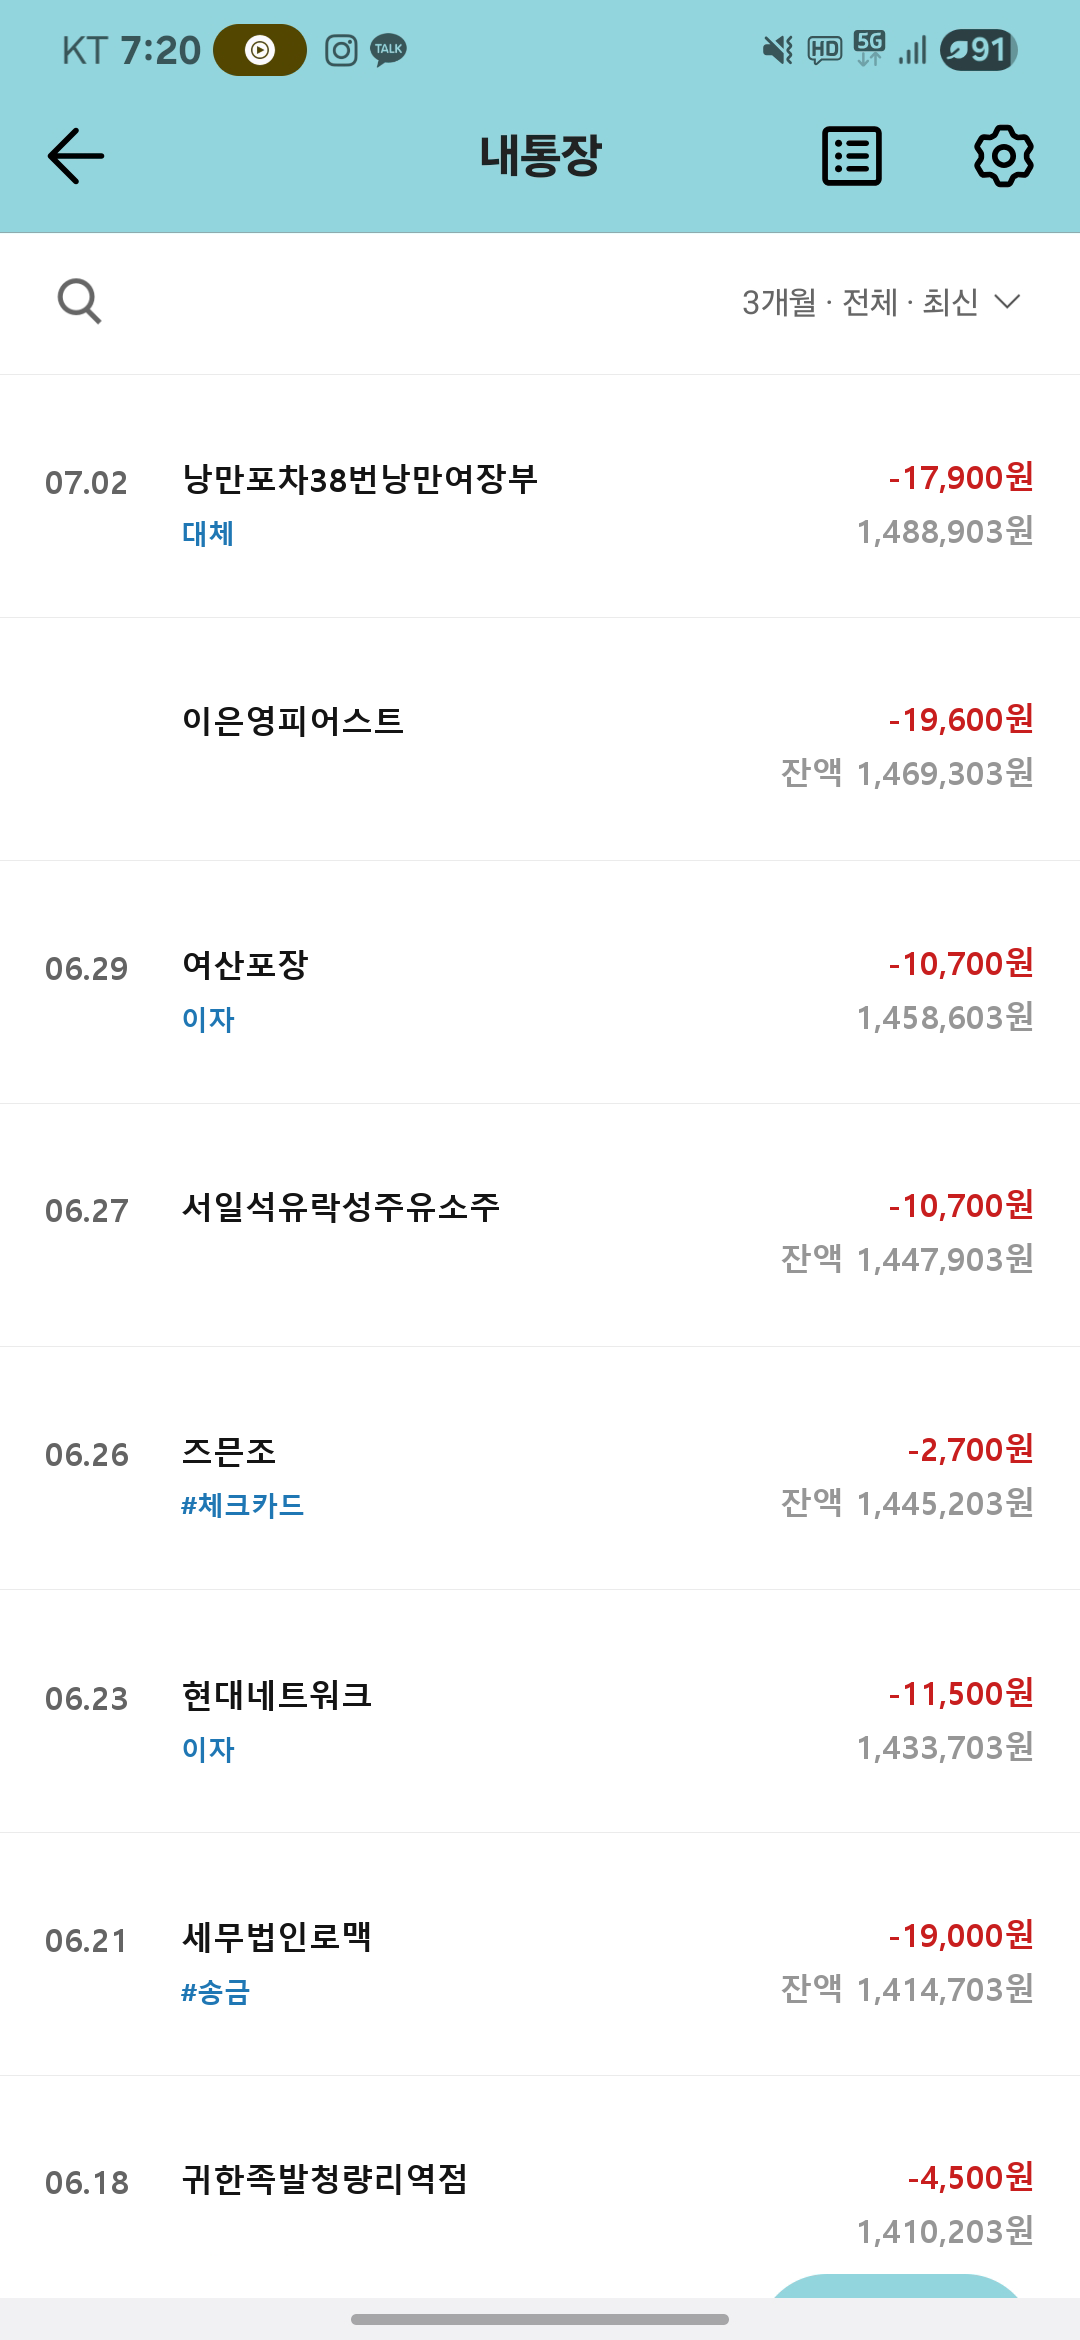 KT 7:20 TALK HD 5G 91
내통장
3개월 · 전체 · 최신
07.02 낭만포차38번낭만여장부 -17,900원
대체 1,488,903원
이은영피어스트 -19,600원
잔액 1,469,303원
06.29 여산포장 -10,700원
이자 1,458,603원
06.27 서일석유락성주유소주 -10,700원
잔액 1,447,903원
06.26 즈믄조 -2,700원
#체크카드 잔액 1,445,203원
06.23 현대네트워크 -11,500원
이자 1,433,703원
06.21 세무법인로맥 -19,000원
#송금 잔액 1,414,703원
06.18 귀한족발청량리역점 -4,500원
1,410,203원